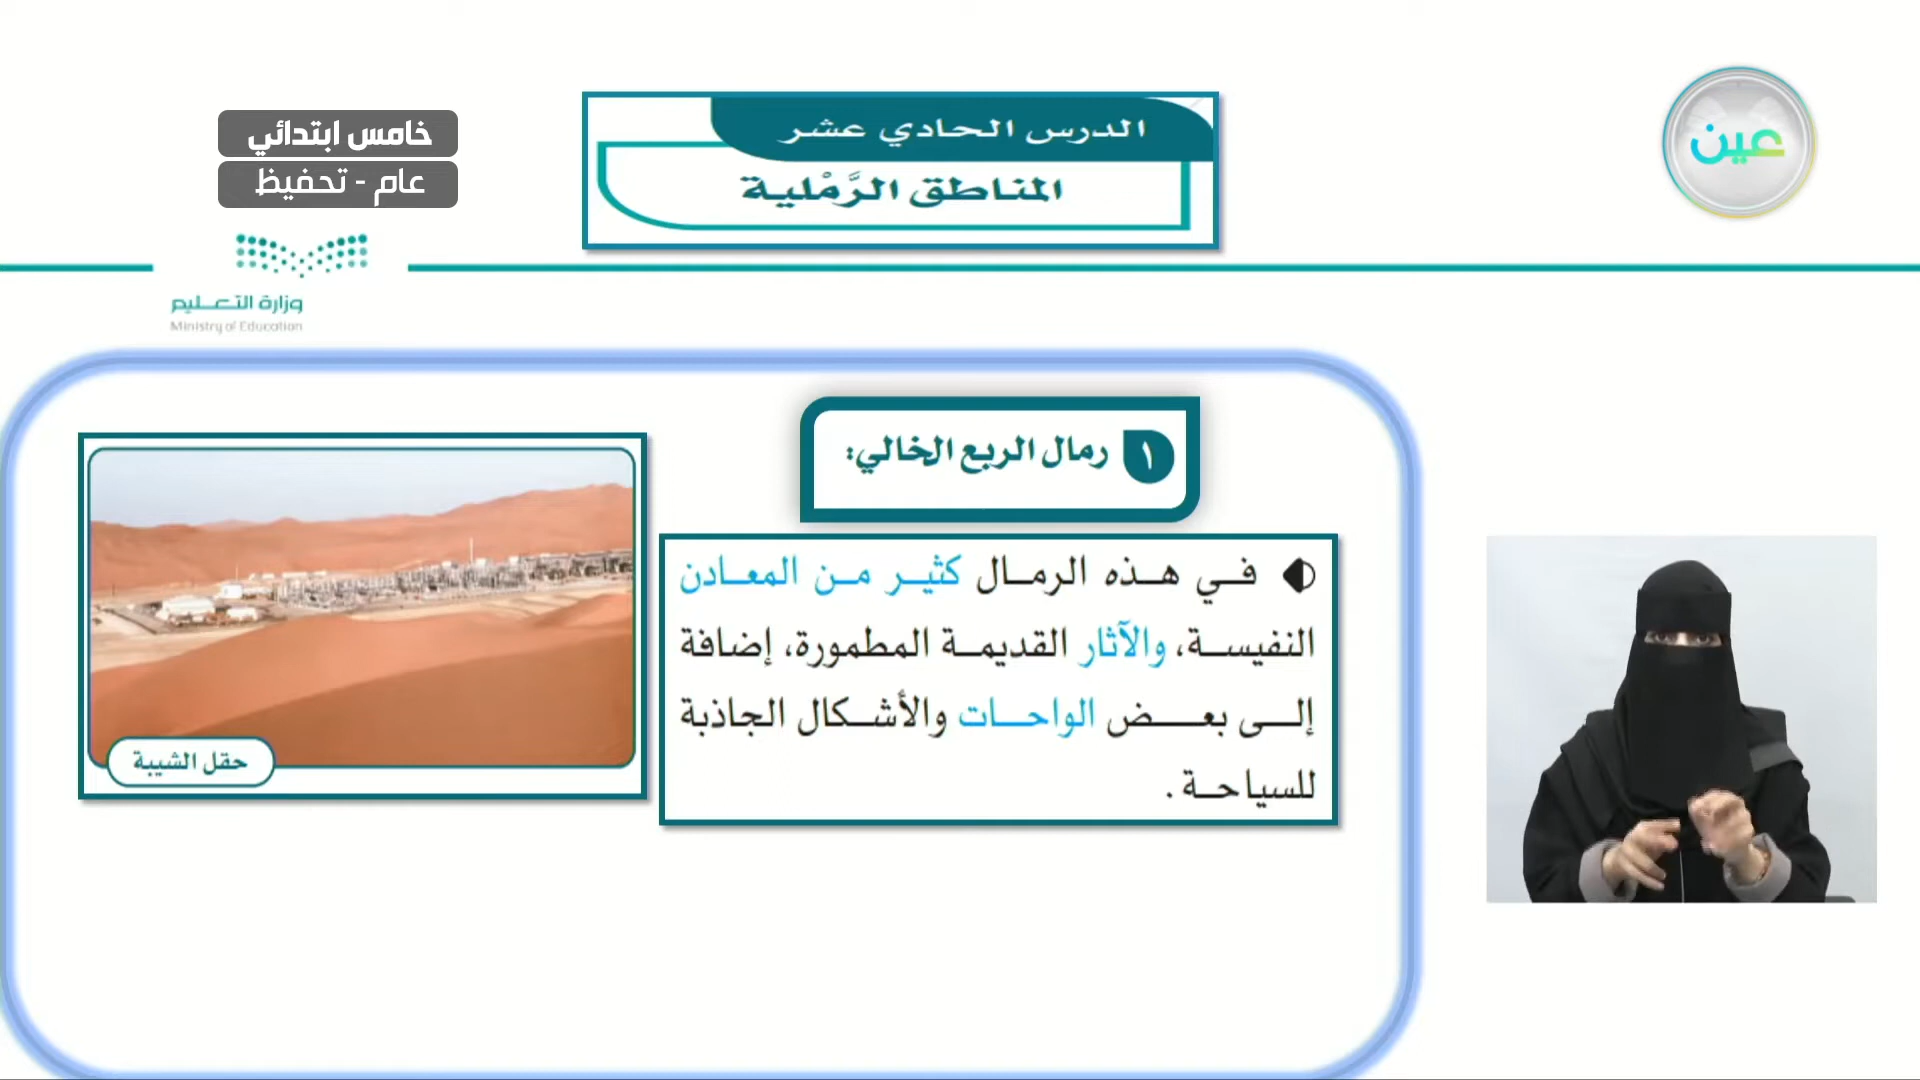 عين
الدرس الحادي عشر
المناطق الرَّمْلية
خامس ابتدائي
عام - تحفيظ
وزارة التعليم
Ministry of Education
١ رمال الربع الخالي:
في هذه الرمال كثير من المعادن
النفيسة، والآثار القديمة المطمورة، إضافة
إلى بعض الواحات والأشكال الجاذبة
للسياحة .
حقل الشيبة